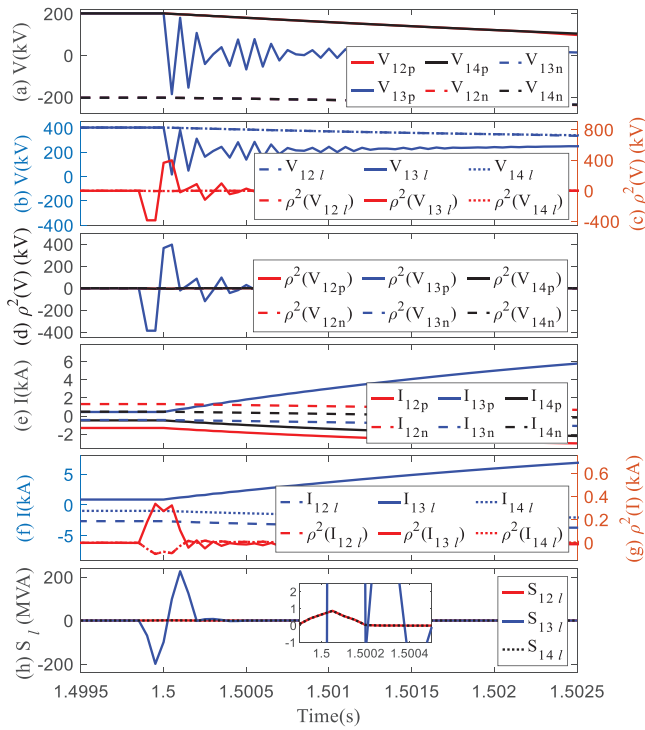 200
0
-200
(a) V(kV)
V12p V14p V13n
V13p V12n V14n
400
200
0
-200
-400
(b) V(kV)
800
400
0
-400
(c) ρ²(V) (kV)
V12 l V13 l V14 l
ρ²(V12 l) ρ²(V13 l) ρ²(V14 l)
400
200
0
-200
-400
(d) ρ²(V) (kV)
ρ²(V12p) ρ²(V13p) ρ²(V14p)
ρ²(V12n) ρ²(V13n) ρ²(V14n)
6
4
2
0
-2
(e) I(kA)
I12p I13p I14p
I12n I13n I14n
5
0
-5
(f) I(kA)
0.6
0.4
0.2
0
(g) ρ²(I) (kA)
I12 l I13 l I14 l
ρ²(I12 l) ρ²(I13 l) ρ²(I14 l)
200
0
-200
(h) S l (MVA)
2
1
0
-1
1.5 1.5002 1.5004
S12 l
S13 l
S14 l
1.4995 1.5 1.5005 1.501 1.5015 1.502 1.5025
Time(s)